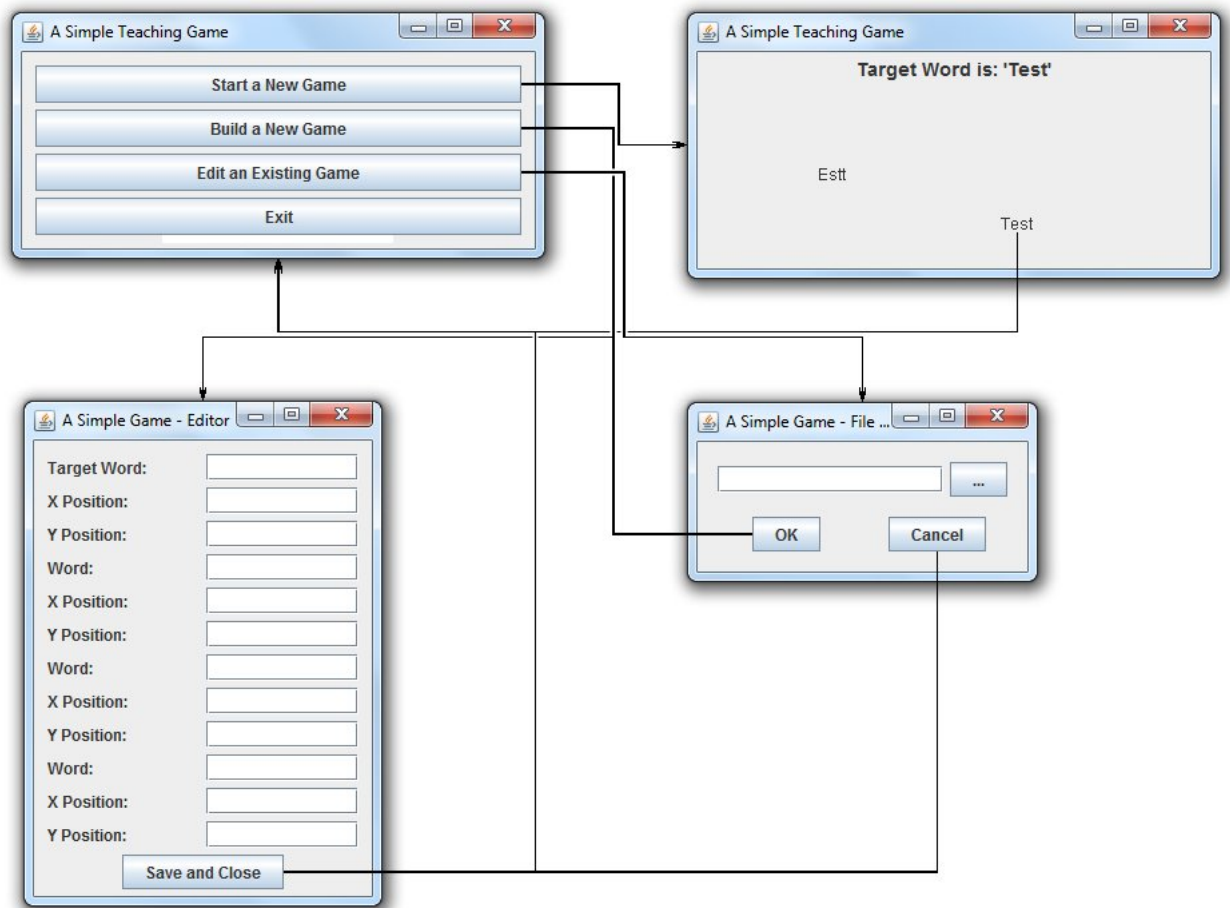 A Simple Teaching Game
Start a New Game
Build a New Game
Edit an Existing Game
Exit
A Simple Teaching Game
Target Word is: 'Test'
Estt
Test
A Simple Game - Editor
Target Word:
X Position:
Y Position:
Word:
X Position:
Y Position:
Word:
X Position:
Y Position:
Word:
X Position:
Y Position:
Save and Close
A Simple Game - File ...
...
OK
Cancel